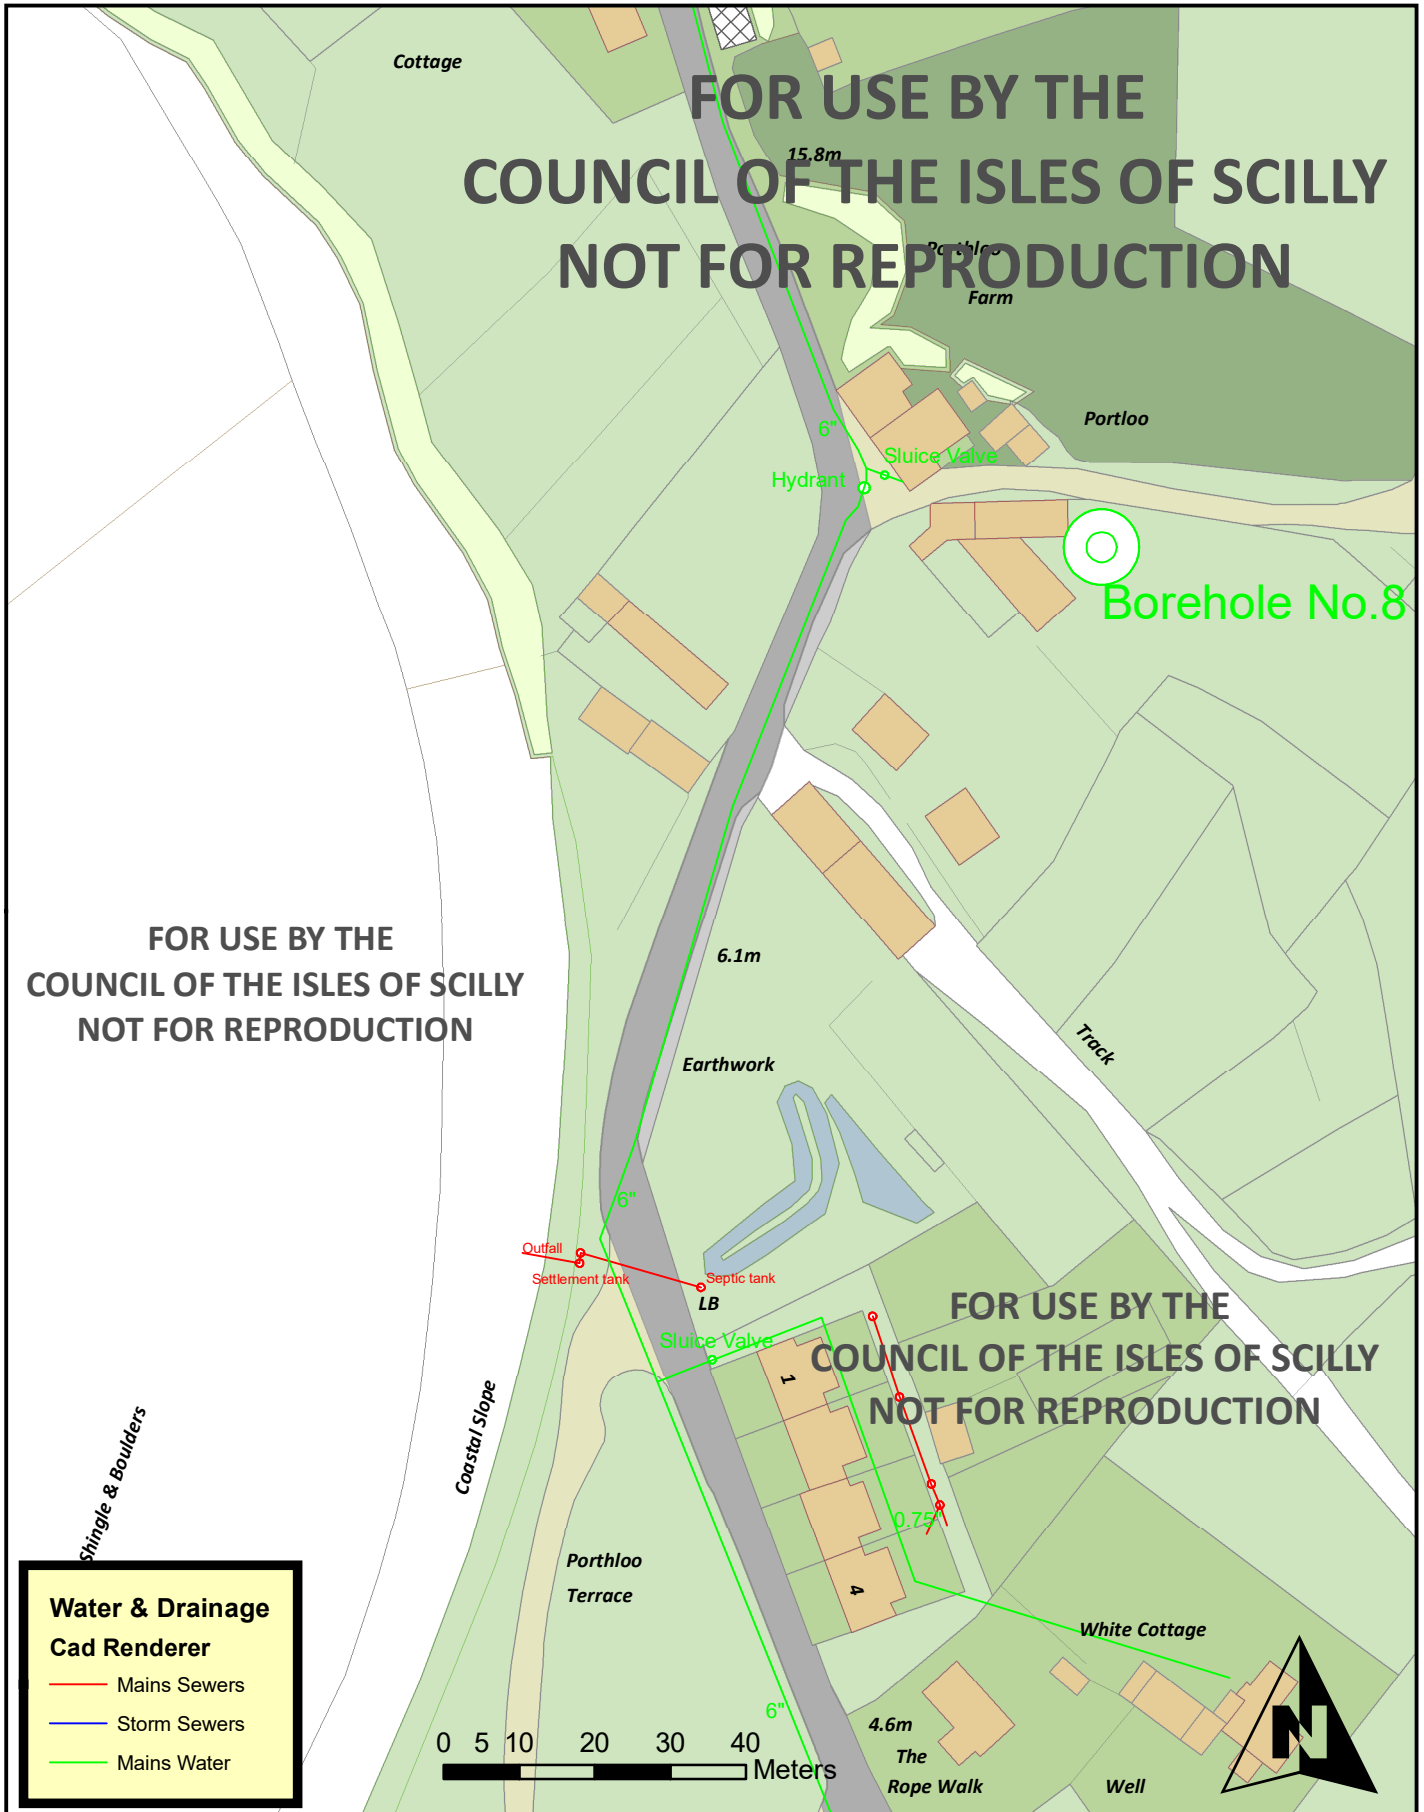 Cottage
FOR USE BY THE
COUNCIL OF THE ISLES OF SCILLY
NOT FOR REPRODUCTION
15.8m
Porthloo
Farm
Portloo
6"
Sluice Valve
Hydrant
Borehole No.8
FOR USE BY THE
COUNCIL OF THE ISLES OF SCILLY
NOT FOR REPRODUCTION
6.1m
Track
Earthwork
6"
Outfall
Settlement tank
Septic tank
LB
Sluice Valve
FOR USE BY THE
COUNCIL OF THE ISLES OF SCILLY
NOT FOR REPRODUCTION
1
Coastal Slope
Shingle & Boulders
0.75"
4
Porthloo
Terrace
White Cottage
6"
4.6m
The
Rope Walk
Well
Water & Drainage
Cad Renderer
Mains Sewers
Storm Sewers
Mains Water
0 5 10 20 30 40
Meters
N